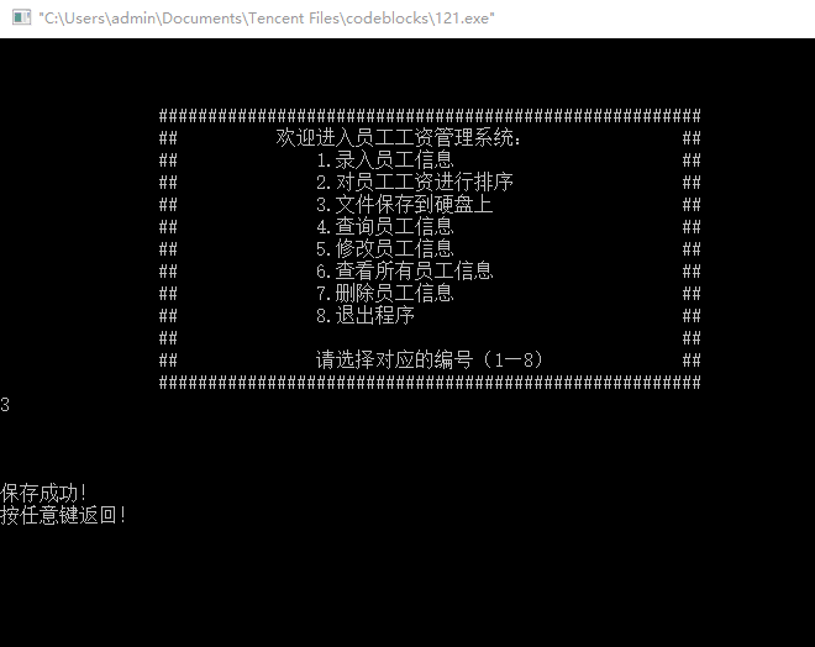 "C:\Users\admin\Documents\Tencent Files\codeblocks\121.exe"
#######################################################
## 欢迎进入员工工资管理系统: ##
## 1.录入员工信息 ##
## 2.对员工工资进行排序 ##
## 3.文件保存到硬盘上 ##
## 4.查询员工信息 ##
## 5.修改员工信息 ##
## 6.查看所有员工信息 ##
## 7.删除员工信息 ##
## 8.退出程序 ##
## ##
## 请选择对应的编号（1—8） ##
#######################################################
3
保存成功!
按任意键返回!